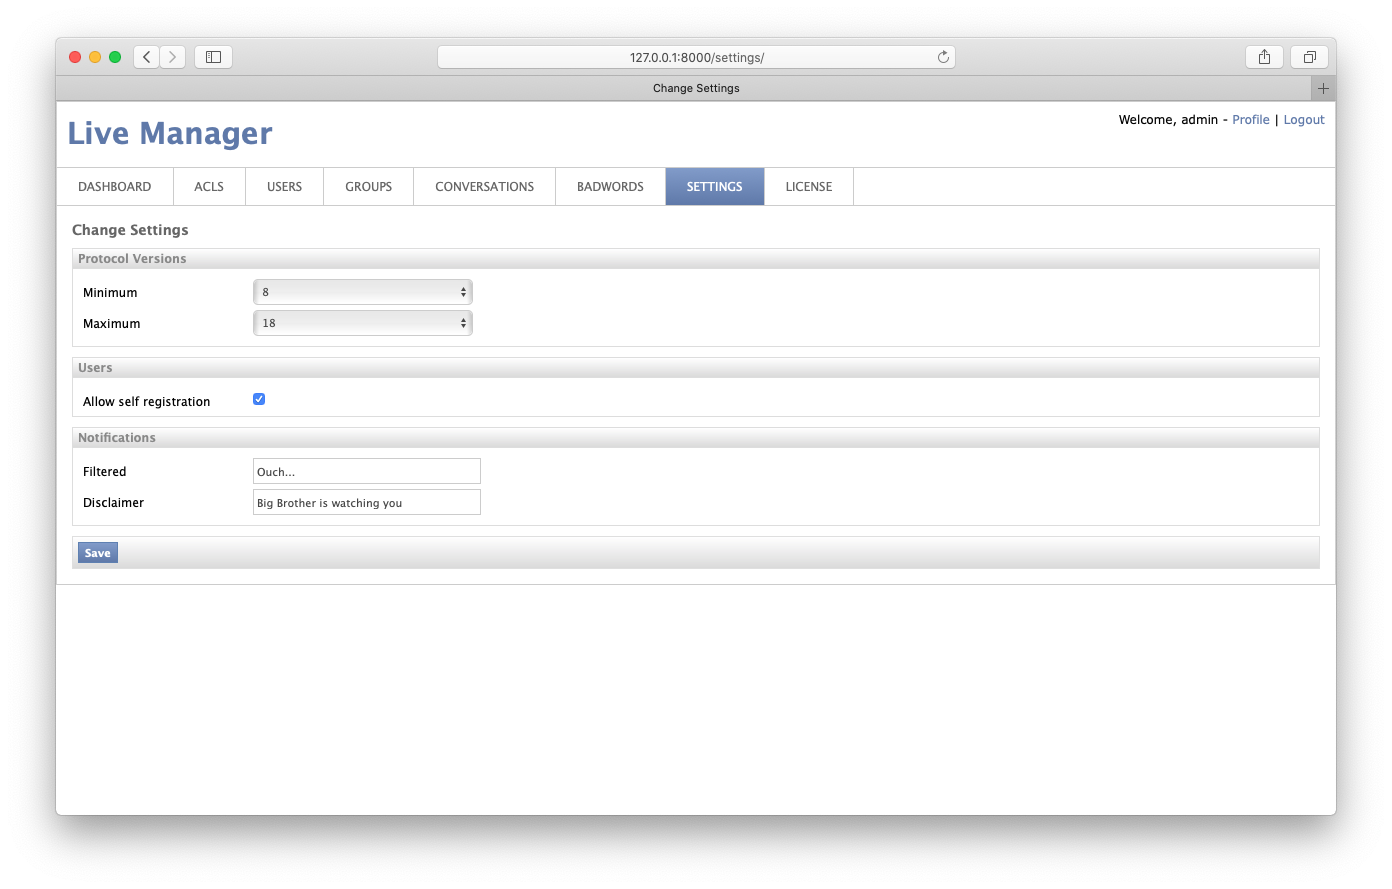 127.0.0.1:8000/settings/
Change Settings
Live Manager
Welcome, admin - Profile | Logout
DASHBOARD ACLS USERS GROUPS CONVERSATIONS BADWORDS SETTINGS LICENSE
Change Settings
Protocol Versions
Minimum 8
Maximum 18
Users
Allow self registration
Notifications
Filtered Ouch...
Disclaimer Big Brother is watching you
Save